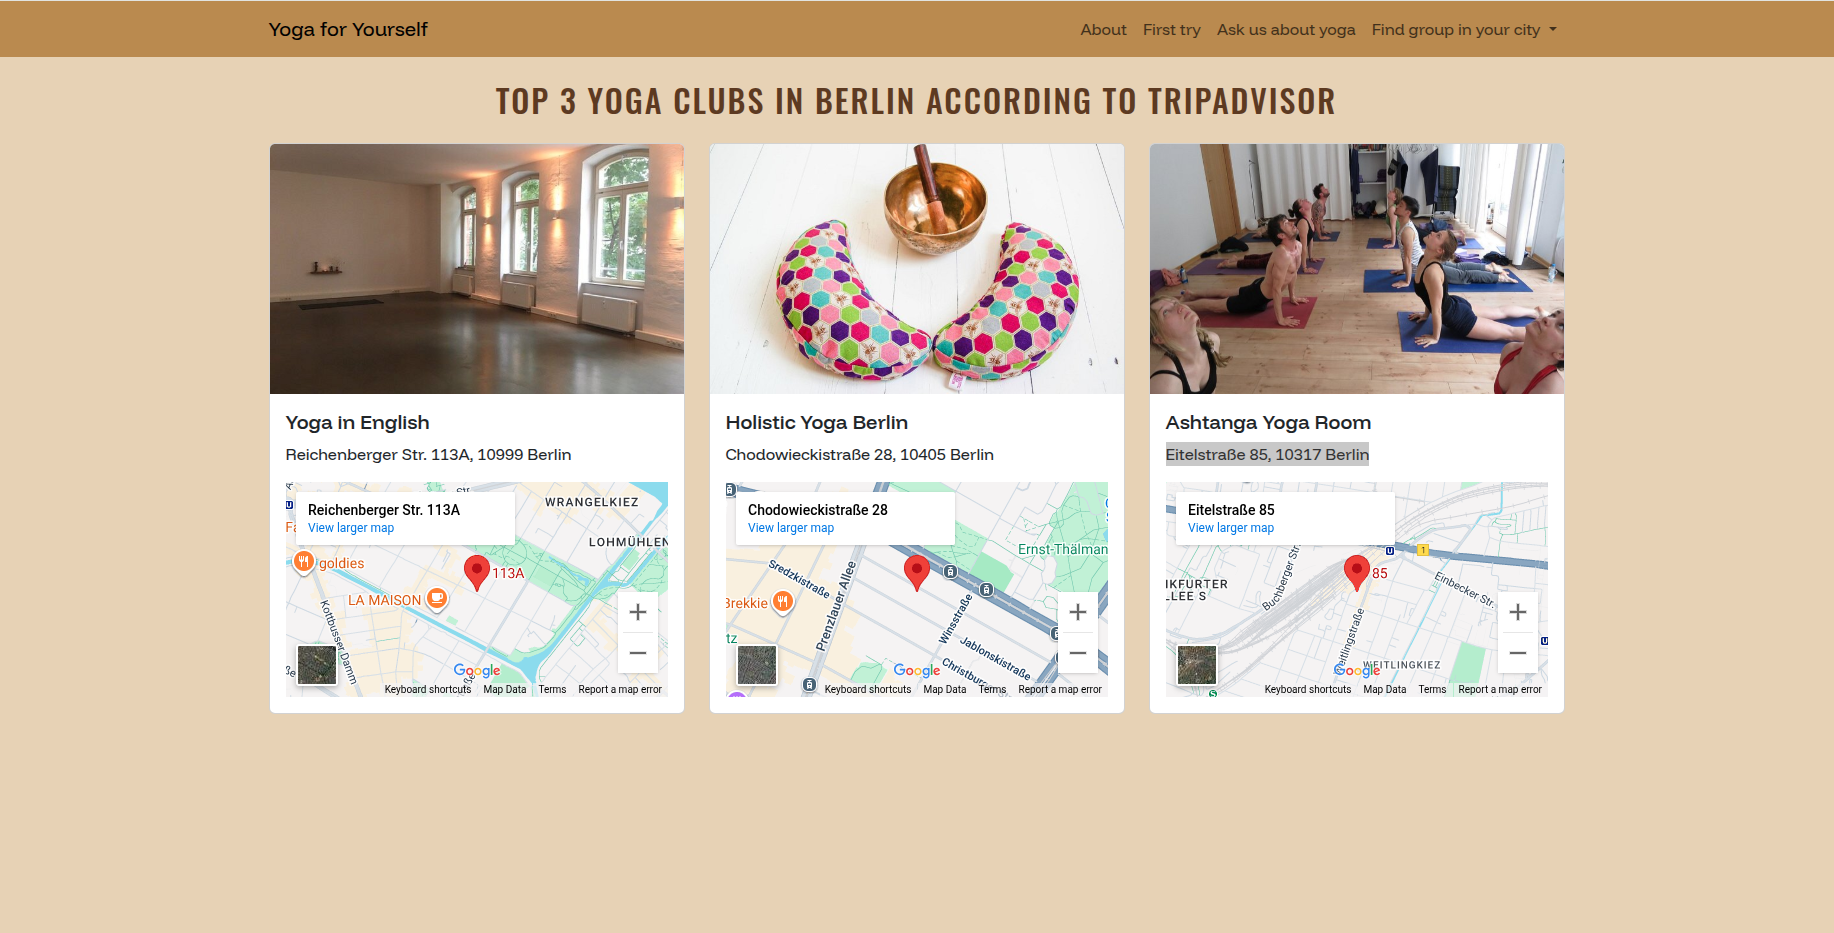 Yoga for Yourself
About First try Ask us about yoga Find group in your city
TOP 3 YOGA CLUBS IN BERLIN ACCORDING TO TRIPADVISOR
Yoga in English
Reichenberger Str. 113A, 10999 Berlin
Reichenberger Str. 113A
View larger map
WRANGELKIEZ
LOHMÜHLEN
goldies
113A
LA MAISON
Kottbusser Damm
Google
Keyboard shortcuts Map Data Terms Report a map error
Holistic Yoga Berlin
Chodowieckistraße 28, 10405 Berlin
Chodowieckistraße 28
View larger map
Ernst-Thälman
Sredzkistraße
Brekkie
Prenzlauer Allee
Winsstraße
Jablonskistraße
Christburg
tz
Google
Keyboard shortcuts Map Data Terms Report a map error
Ashtanga Yoga Room
Eitelstraße 85, 10317 Berlin
Eitelstraße 85
View larger map
1
85
Buchberger Str.
Einbecker Str.
NKFURTER
LLEE S
Weitlingstraße
WEITLINGKIEZ
Google
Keyboard shortcuts Map Data Terms Report a map error